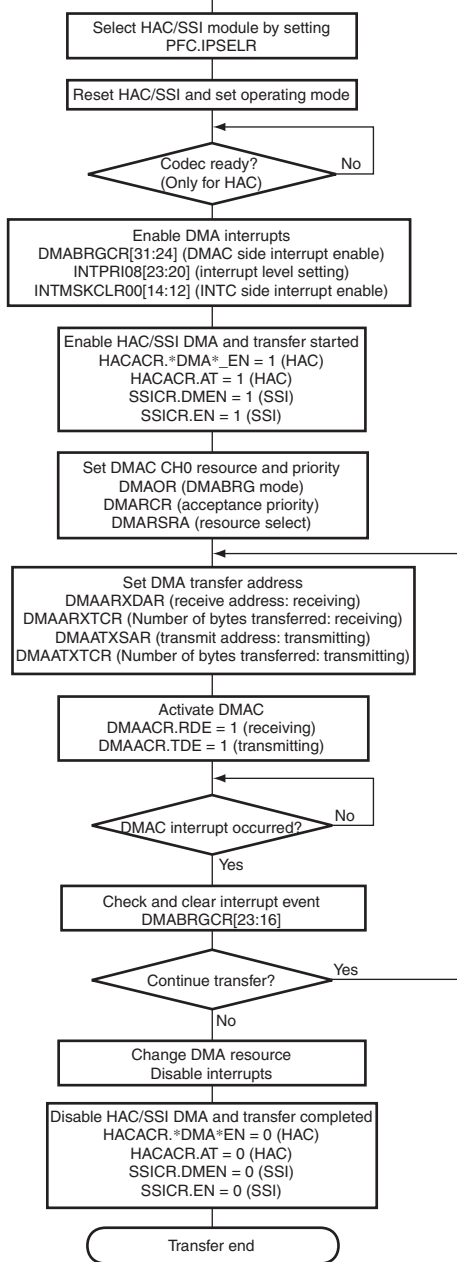 Select HAC/SSI module by setting
PFC.IPSELR
Reset HAC/SSI and set operating mode
Codec ready?
(Only for HAC)
No
Enable DMA interrupts
DMABRGCR[31:24] (DMAC side interrupt enable)
INTPRI08[23:20] (interrupt level setting)
INTMSKCLR00[14:12] (INTC side interrupt enable)
Enable HAC/SSI DMA and transfer started
HACACR.*DMA*_EN = 1 (HAC)
HACACR.AT = 1 (HAC)
SSICR.DMEN = 1 (SSI)
SSICR.EN = 1 (SSI)
Set DMAC CH0 resource and priority
DMAOR (DMABRG mode)
DMARCR (acceptance priority)
DMARSRA (resource select)
Set DMA transfer address
DMAARXDAR (receive address: receiving)
DMAARXTCR (Number of bytes transferred: receiving)
DMAATXSAR (transmit address: transmitting)
DMAATXTCR (Number of bytes transferred: transmitting)
Activate DMAC
DMAACR.RDE = 1 (receiving)
DMAACR.TDE = 1 (transmitting)
DMAC interrupt occurred?
No
Yes
Check and clear interrupt event
DMABRGCR[23:16]
Continue transfer?
Yes
No
Change DMA resource
Disable interrupts
Disable HAC/SSI DMA and transfer completed
HACACR.*DMA*EN = 0 (HAC)
HACACR.AT = 0 (HAC)
SSICR.DMEN = 0 (SSI)
SSICR.EN = 0 (SSI)
Transfer end